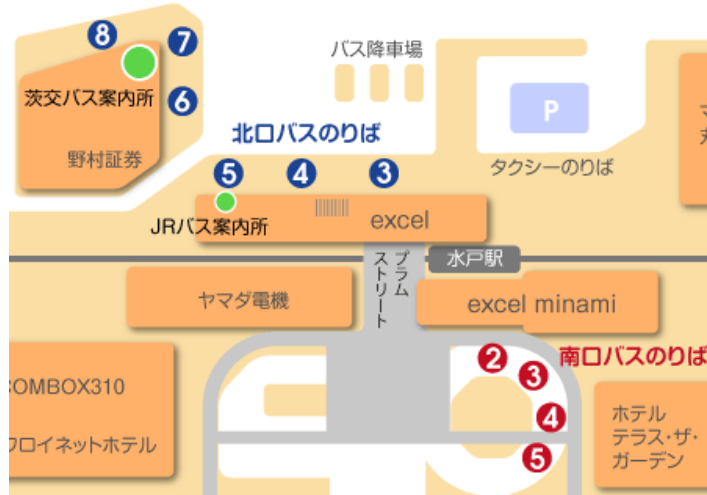 8
7
バス降車場
茨交バス案内所
6
P
北口バスのりば
野村証券
タクシーのりば
5
4
3
JRバス案内所
excel
プラム
ストリート
水戸駅
ヤマダ電機
excel minami
2
南口バスのりば
3
COMBOX310
4
ホテル
テラス・ザ・
ガーデン
フロイネットホテル
5